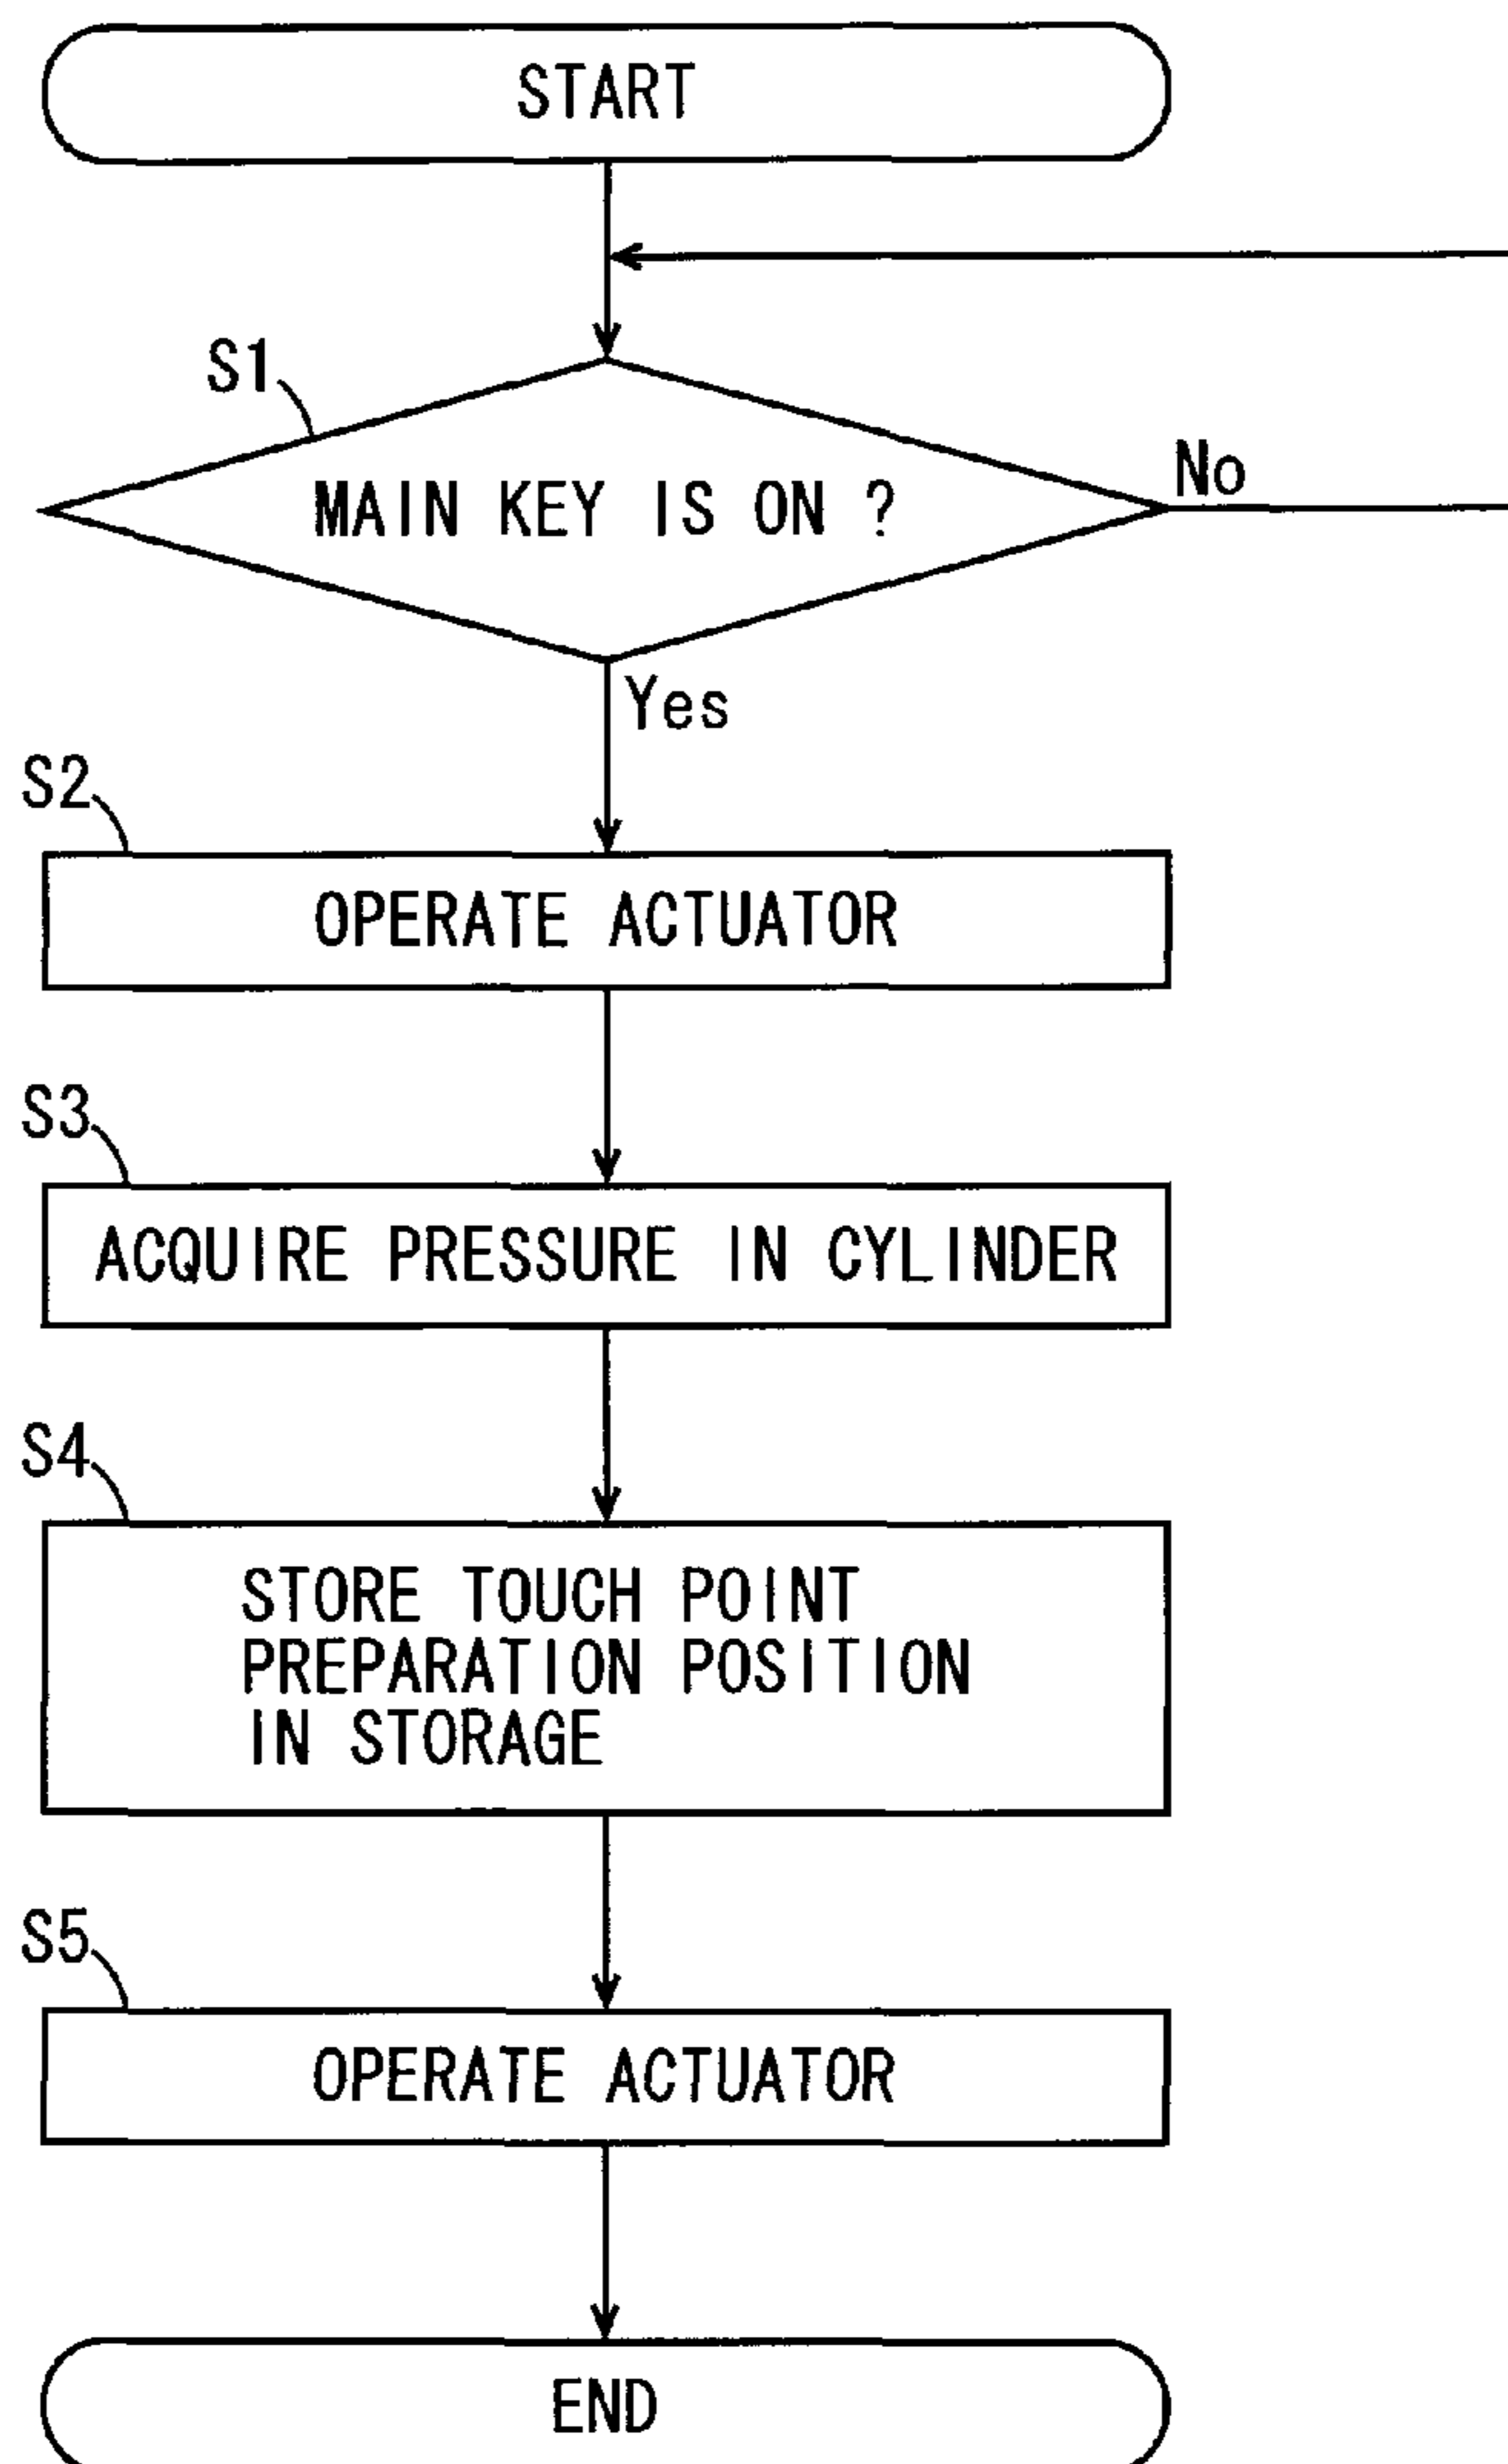 START
S1
MAIN KEY IS ON ?
No
Yes
S2
OPERATE ACTUATOR
S3
ACQUIRE PRESSURE IN CYLINDER
S4
STORE TOUCH POINT
PREPARATION POSITION
IN STORAGE
S5
OPERATE ACTUATOR
END